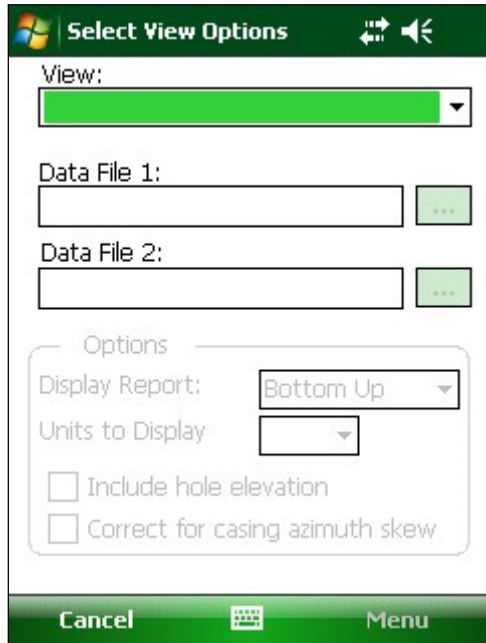 Select View Options
View:
Data File 1:
...
Data File 2:
...
Options
Display Report: Bottom Up
Units to Display
Include hole elevation
Correct for casing azimuth skew
Cancel Menu